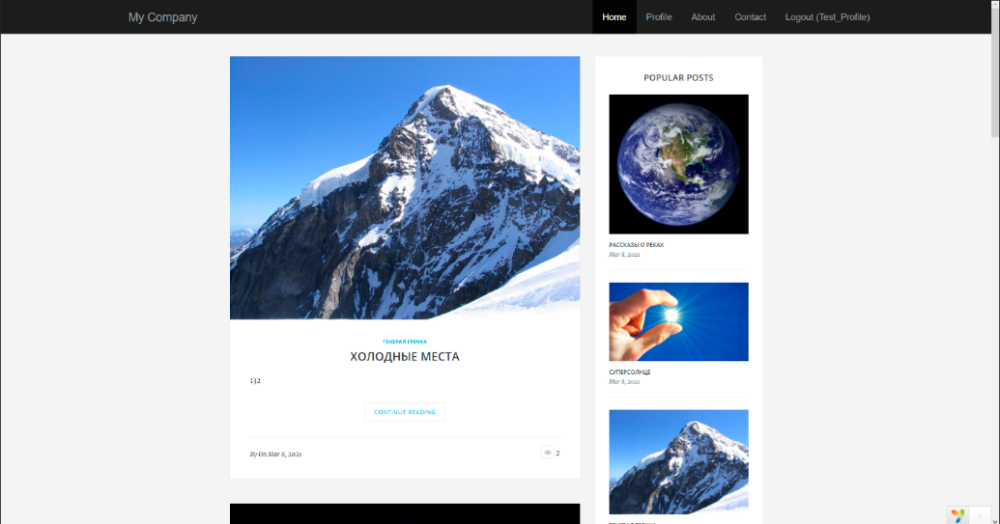 My Company
Home Profile About Contact Logout (Test_Profile)
ГЕНЕРАЛ ГРЕЧКА
ХОЛОДНЫЕ МЕСТА
132
CONTINUE READING
By On Mar 8, 2021
2
POPULAR POSTS
РАССКАЗЫ О РЕКАХ
Mar 8, 2021
СУПЕРСОЛНЦЕ
Mar 8, 2021